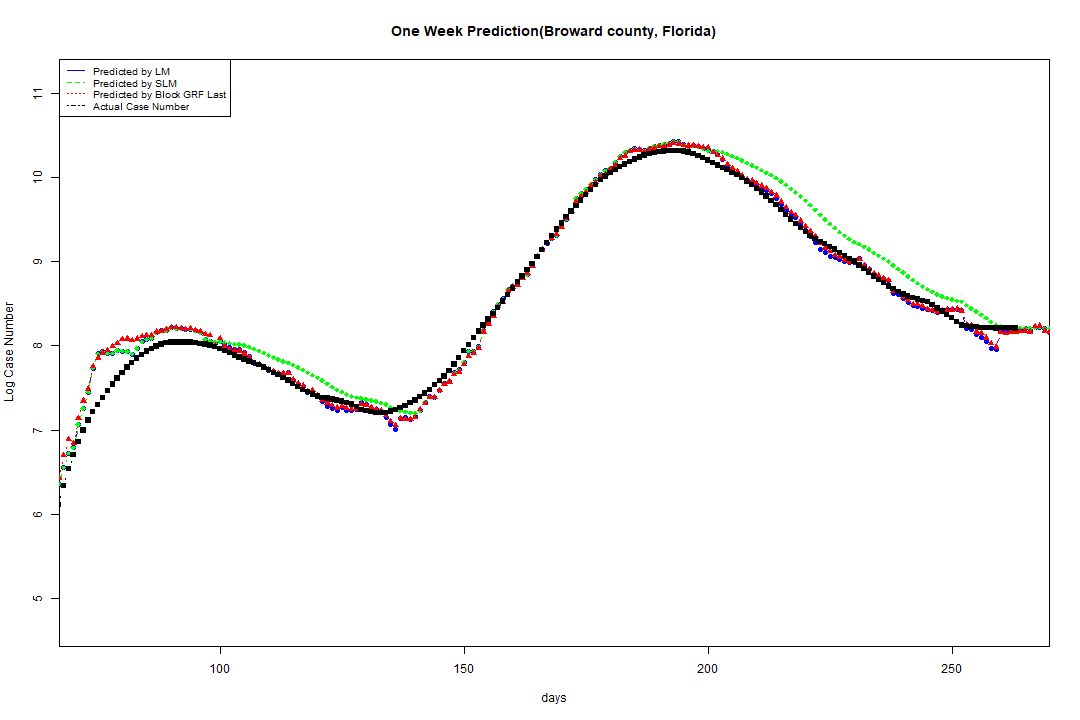 One Week Prediction(Broward county, Florida)
Predicted by LM
Predicted by SLM
Predicted by Block GRF Last
Actual Case Number
11
10
9
8
7
6
5
Log Case Number
100 150 200 250
days